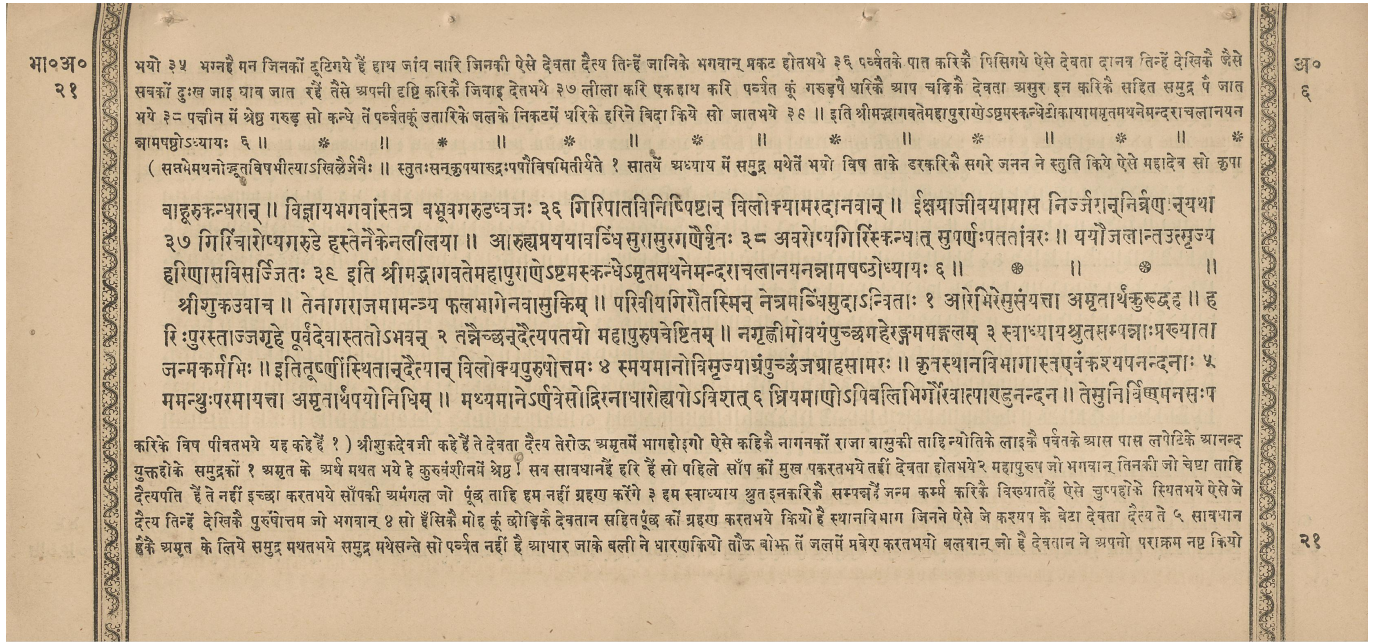 भा०अ०
२१
अ०
६
भयो ३५ भग्नहै मन जिनकों टूटिगये हैं हाथ जांघ नारि जिनकी ऐसे देवता दैत्य तिन्हें जानिके भगवान् प्रकट होतभये ३६ पर्व्वतके पात करिकै पिसिगये ऐसे देवता दानव तिन्हें देखिकै जैसे
सबकों दुःख जाइ घाव जात रहैं तैसे अपनी दृष्टि करिकै जिवाइ देतभये ३७ लीला करि एकहाथ करि पर्व्वत कूं गरुड़पै धरिकै आप चढ़िकै देवता असुर इन करिकै सहित समुद्र पै जात
भये ३८ पक्षीन में श्रेष्ठ गरुड़ सो कन्धे तें पर्व्वतकूं उतारिके जलके निकटमें धरिके हरिने बिदा किये सो जातभये ३९ ॥ इति श्रीमद्भागवतेमहापुराणेऽष्टमस्कन्धेटीकायाममृतमथनेमन्दराचलानयन
न्नामषष्ठोऽध्यायः ६ ॥ * ॥ * ॥ * ॥ * ॥ * ॥ * ॥ * ॥ *
( सप्तमेमथनोद्भूताविषभीत्याऽखिलैर्जनैः ॥ स्तुतःसन्कृपयारुद्रःपपौविषमितीर्यते १ सातयें अध्याय में समुद्र मथेतें भयो विष ताके डरकरिकै सगरे जनन ने स्तुति किये ऐसे महादेव सो कृपा
बाहूरुकन्धरान् ॥ विज्ञायभगवांस्तत्र बभूवगरुडध्वजः ३६ गिरिपातविनिष्पिष्टान् विलोक्यामरदानवान् ॥ ईक्षयाजीवयामास निर्ज्जरान्निर्व्रणान्यथा
३७ गिरिंचारोप्यगरुडे हस्तेनैकेनलीलया ॥ आरुह्यप्रययावब्धिं सुरासुरगणैर्वृतः ३८ अवरोप्यगिरिंस्कन्धात् सुपर्णःपततांवरः ॥ ययौजलान्तउत्सृज्य
हरिणासविसर्ज्जितः ३९ इति श्रीमद्भागवतेमहापुराणेऽष्टमस्कन्धेऽमृतमथनेमन्दराचलानयनन्नामषष्ठोध्यायः ६ ॥ * ॥ * ॥
श्रीशुकउवाच ॥ तेनागराजमामन्त्र्य फलभागेनवासुकिम् ॥ परिवीयगिरौतस्मिन् नेत्रमब्धिंमुदाऽन्विताः १ आरेभिरेसुसंयत्ता अमृतार्थंकुरूद्वह ॥ ह
रिःपुरस्ताज्जगृहे पूर्वंदेवास्ततोऽभवन् २ तन्नैच्छन्दैत्यपतयो महापुरुषचेष्टितम् ॥ नगृह्णीमोवयंपुच्छमहेरङ्गममङ्गलम् ३ स्वाध्यायश्रुतसम्पन्नाःप्रख्याता
जन्मकर्मभिः ॥ इतितूष्णींस्थितान्दैत्यान् विलोक्यपुरुषोत्तमः ४ स्मयमानोविसृज्याग्रंपुच्छंजग्राहसामरः ॥ कृतस्थानविभागास्तएवंकश्यपनन्दनाः ५
ममन्थुःपरमायत्ता अमृतार्थंपयोनिधिम् ॥ मथ्यमानेऽर्णवेसोद्रिरनाधारोह्यपोऽविशत् ६ ध्रियमाणोऽपिबलिभिर्गौरवात्पाण्डुनन्दन ॥ तेसुनिर्विण्णमनसःप
करिके विष पीवतभये यह कहे हैं १ ) श्रीशुकदेवजी कहे हैं ते देवता दैत्य तेरोऊ अमृतमें भागहोइगो ऐसे कहिकै नागनकों राजा वासुकी ताहि न्योतिके लाइकै पर्वतके आस पास लपेटिकै आनन्द
युक्तहोके समुद्रकों १ अमृत के अर्थ मथत भये हे कुरुवंशीनमें श्रेष्ठ ! सब सावधानहैं हरि हैं सो पहिले साँप कों मुख पकरतभये तहीं देवता होतभये २ महापुरुष जो भगवान् तिनकी जो चेष्टा ताहि
दैत्यपति हैं ते नहीं इच्छा करतभये साँपकी अमंगल जो पूंछ ताहि हम नहीं ग्रहण करेंगे ३ हम स्वाध्याय श्रुत इनकरिकै सम्पन्नहैं जन्म कर्म्म करिकै विख्यातहैं ऐसे चुप्पहोके स्थितभये ऐसे जे
दैत्य तिन्हें देखिकै पुरुषोत्तम जो भगवान् ४ सो हँसिकै मोह कूं छोड़िकै देवतान सहितपूंछ कों ग्रहण करतभये कियोहै स्थानविभाग जिनने ऐसे जे कश्यप के बेटा देवता दैत्य ते ५ सावधान
ह्वैकै अमृत के लिये समुद्र मथतभये समुद्र मथेसन्ते सो पर्व्वत नहीं है आधार जाके बली ने धारणकियो तौऊ बोझ तें जलमें प्रवेश करतभयो बलवान् जो है देवतान ने अपनो पराक्रम नष्ट कियो
२१